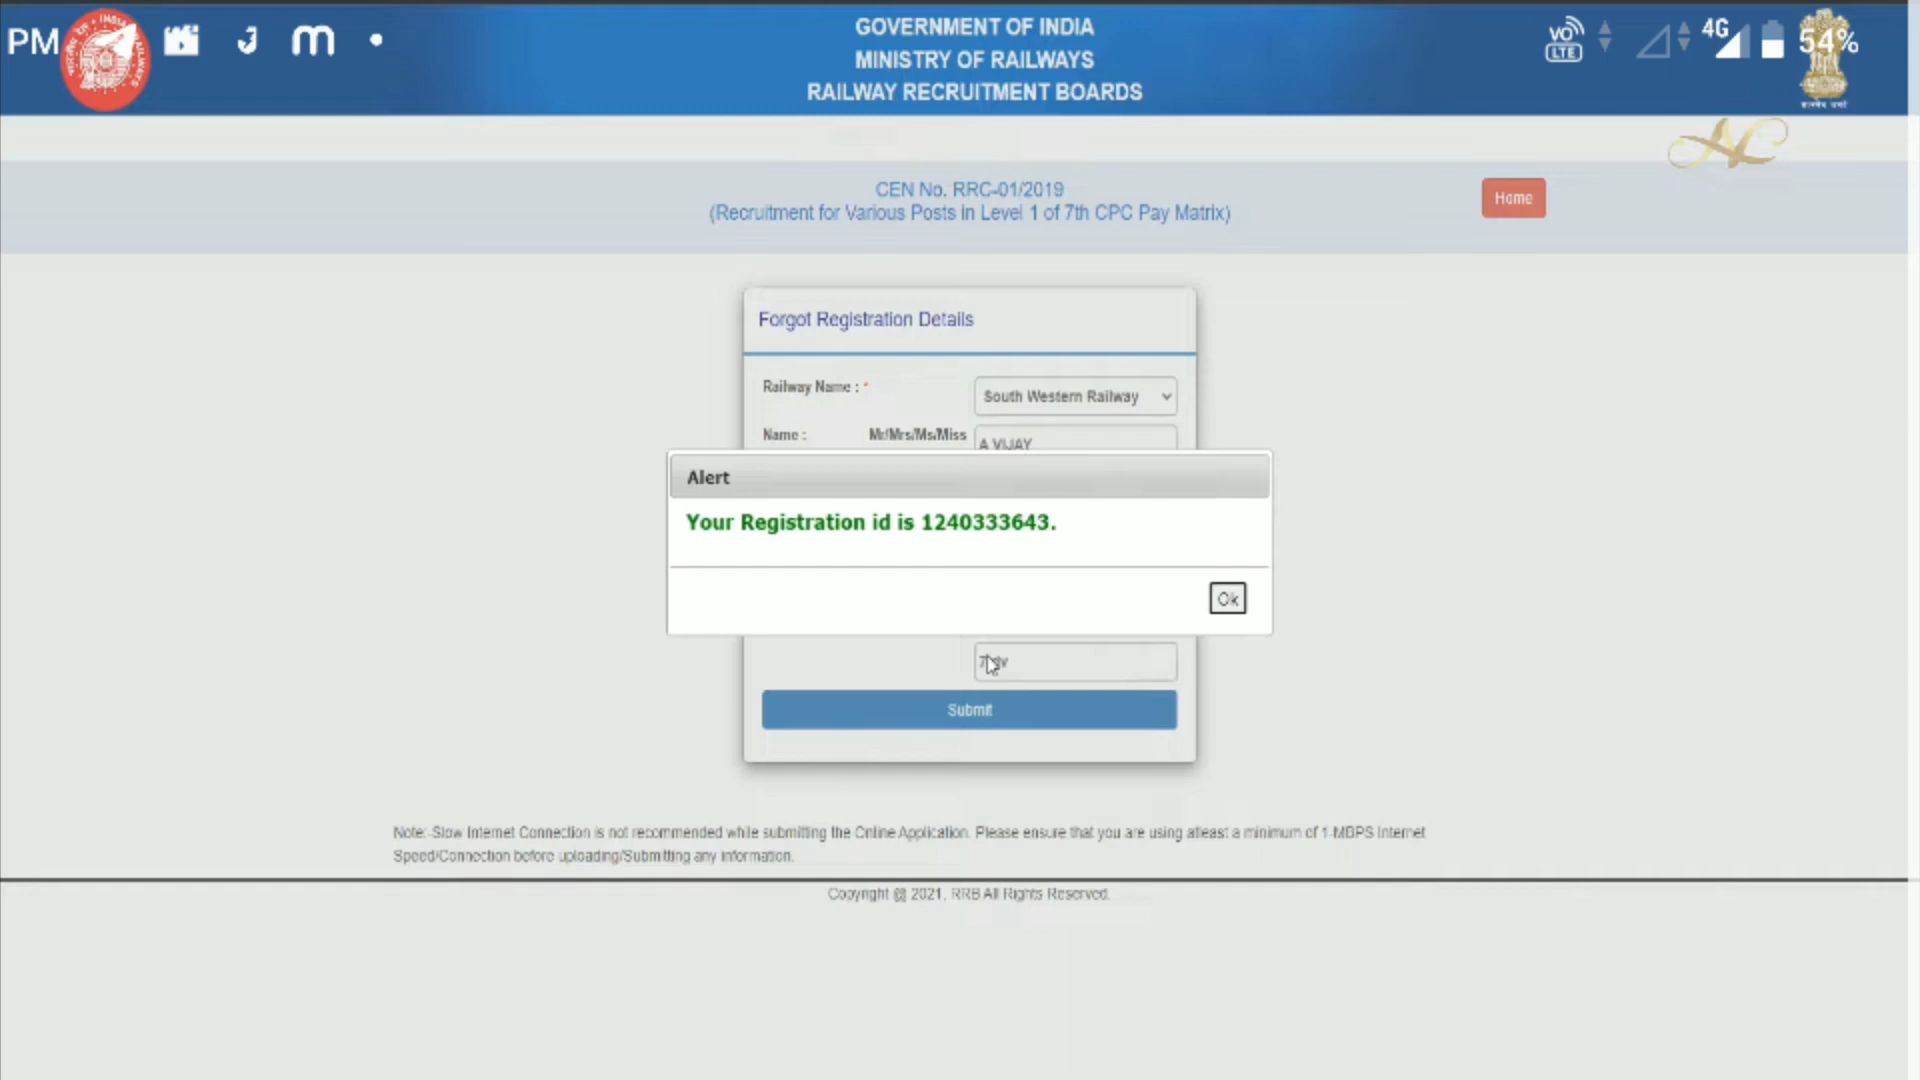 PM
VO
LTE
4G
54%
GOVERNMENT OF INDIA
MINISTRY OF RAILWAYS
RAILWAY RECRUITMENT BOARDS
AC
CEN No. RRC-01/2019
(Recruitment for Various Posts in Level 1 of 7th CPC Pay Matrix)
Home
Forgot Registration Details
Railway Name : *
South Western Railway
Name :
Mr/Mrs/Ms/Miss
A VIJAY
Alert
Your Registration id is 1240333643.
Ok
Submit
Note:-Slow Internet Connection is not recommended while submitting the Online Application. Please ensure that you are using atleast a minimum of 1-MBPS Internet
Speed/Connection before uploading/Submitting any information.
Copyright @ 2021. RRB All Rights Reserved.